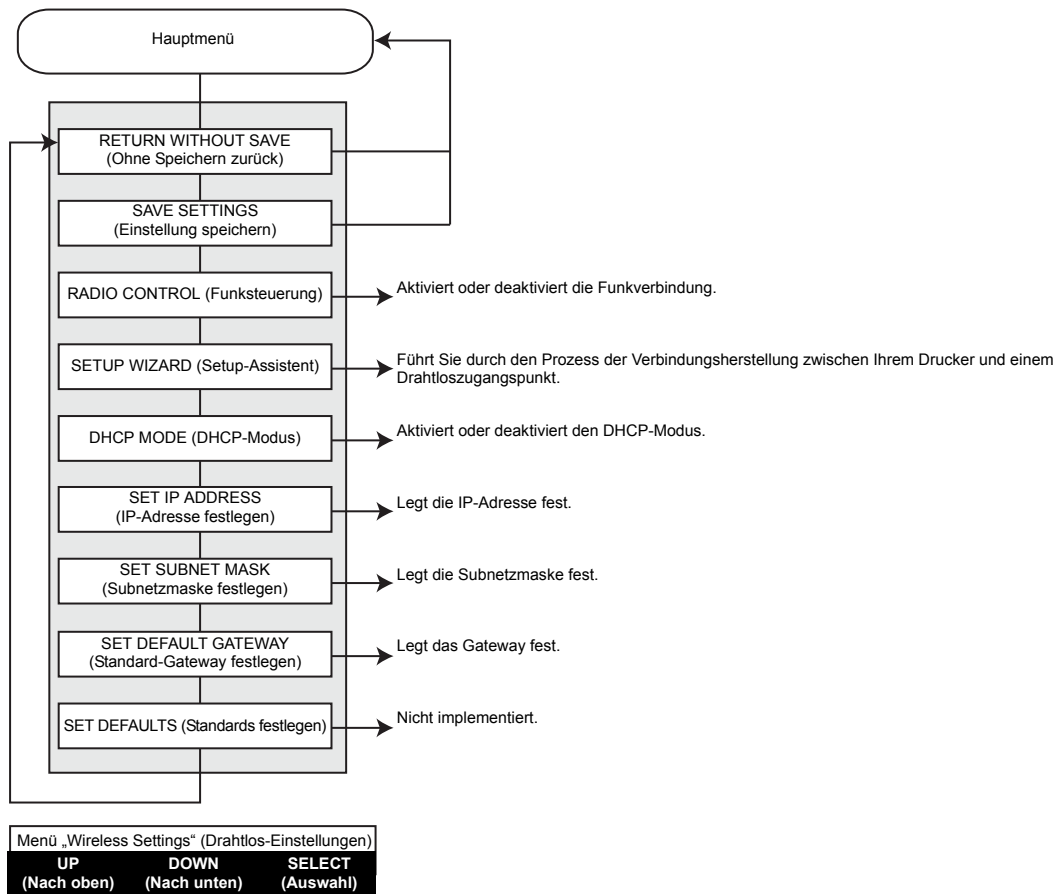 Hauptmenü
RETURN WITHOUT SAVE
(Ohne Speichern zurück)
SAVE SETTINGS
(Einstellung speichern)
RADIO CONTROL (Funksteuerung)
Aktiviert oder deaktiviert die Funkverbindung.
SETUP WIZARD (Setup-Assistent)
Führt Sie durch den Prozess der Verbindungsherstellung zwischen Ihrem Drucker und einem
Drahtloszugangspunkt.
DHCP MODE (DHCP-Modus)
Aktiviert oder deaktiviert den DHCP-Modus.
SET IP ADDRESS
(IP-Adresse festlegen)
Legt die IP-Adresse fest.
SET SUBNET MASK
(Subnetzmaske festlegen)
Legt die Subnetzmaske fest.
SET DEFAULT GATEWAY
(Standard-Gateway festlegen)
Legt das Gateway fest.
SET DEFAULTS (Standards festlegen)
Nicht implementiert.
Menü „Wireless Settings“ (Drahtlos-Einstellungen)
UP DOWN SELECT
(Nach oben) (Nach unten) (Auswahl)